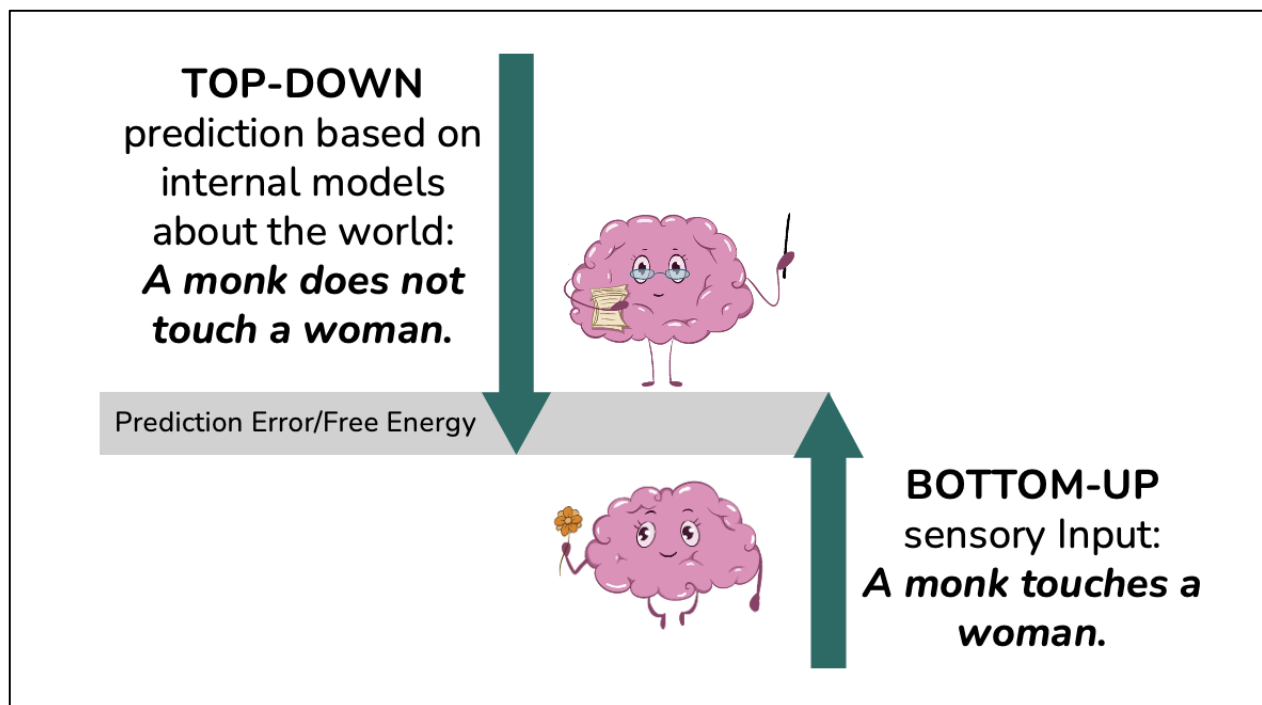 TOP-DOWN
prediction based on
internal models
about the world:
A monk does not
touch a woman.
Prediction Error/Free Energy
BOTTOM-UP
sensory Input:
A monk touches a
woman.